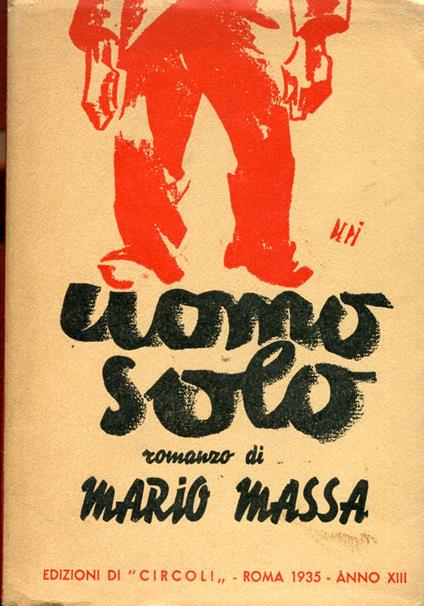 uomo
solo
romanzo di
MARIO MASSA
EDIZIONI DI "CIRCOLI„ - ROMA 1935 - ANNO XIII